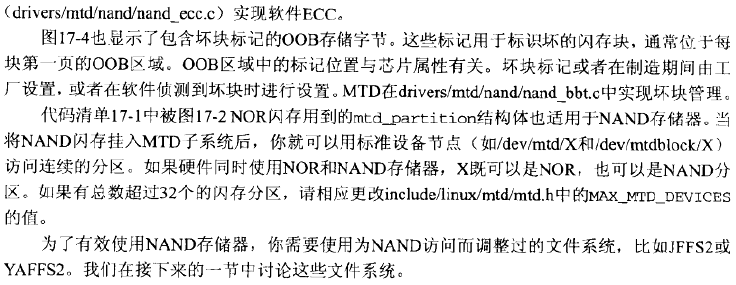 （drivers/mtd/nand/nand_ecc.c）实现软件ECC。
图17-4也显示了包含坏块标记的OOB存储字节。这些标记用于标识坏的闪存块，通常位于每
块第一页的OOB区域。OOB区域中的标记位置与芯片属性有关。坏块标记或者在制造期间由工
厂设置，或者在软件侦测到坏块时进行设置。MTD在drivers/mtd/nand/nand_bbt.c中实现坏块管理。
代码清单17-1中被图17-2 NOR闪存用到的mtd_partition结构体也适用于NAND存储器。当
将NAND闪存挂入MTD子系统后，你就可以用标准设备节点（如/dev/mtd/X和/dev/mtdblock/X）
访问连续的分区。如果硬件同时使用NOR和NAND存储器，X既可以是NOR，也可以是NAND分
区。如果有总数超过32个的闪存分区，请相应更改include/linux/mtd/mtd.h中的MAX_MTD_DEVICES
的值。
为了有效使用NAND存储器，你需要使用为NAND访问而调整过的文件系统，比如JFFS2或
YAFFS2。我们在接下来的一节中讨论这些文件系统。